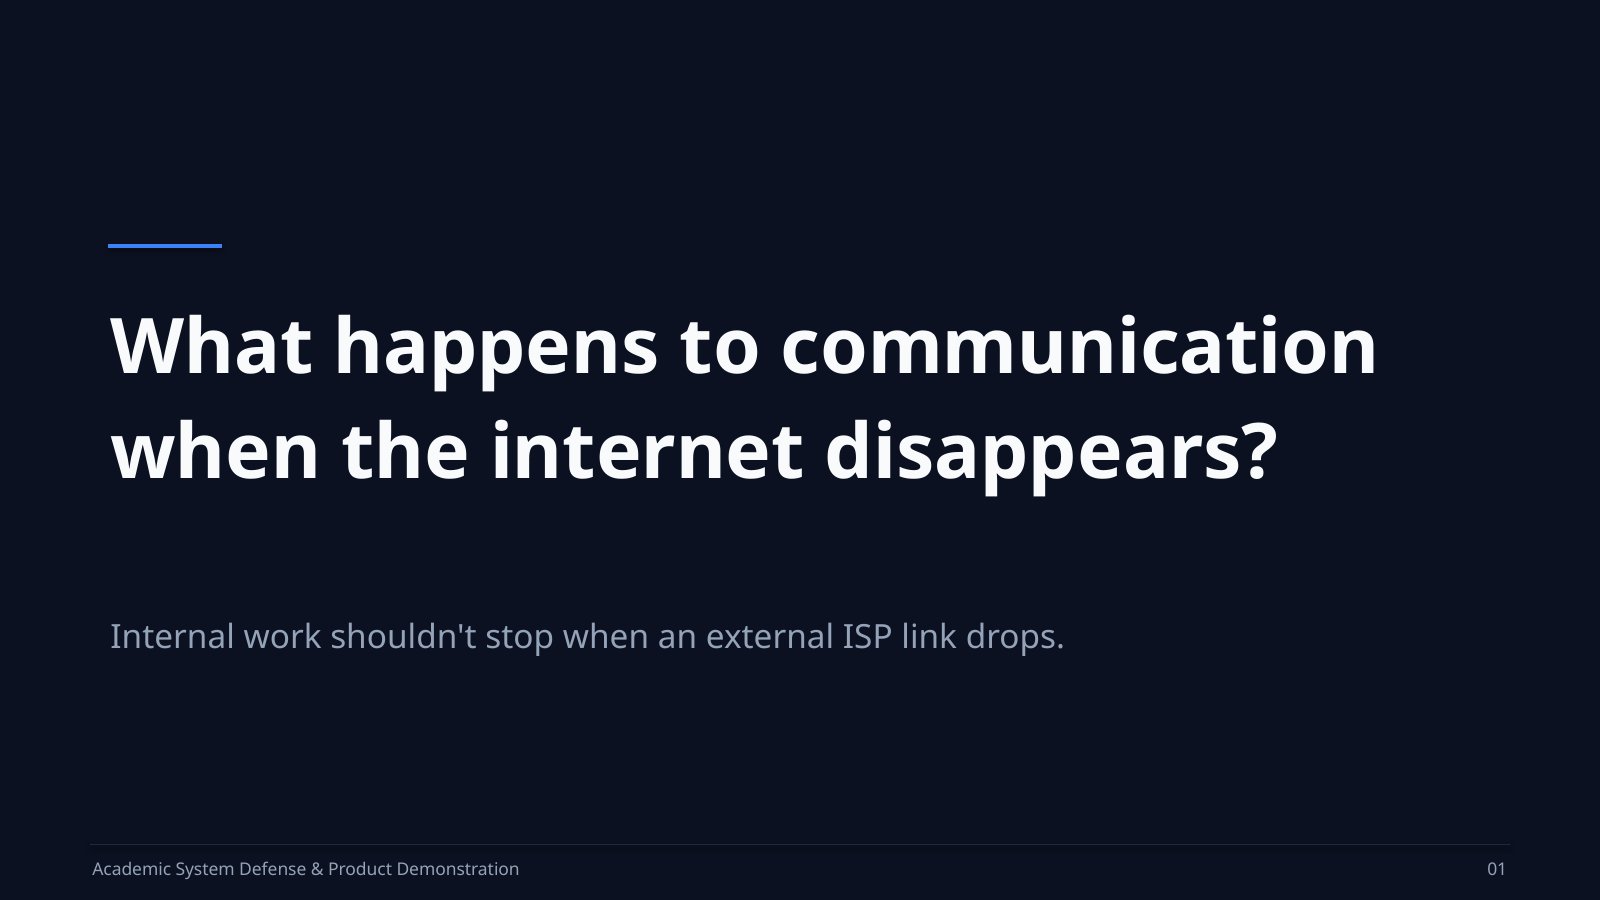 What happens to communication
when the internet disappears?
Internal work shouldn't stop when an external ISP link drops.
Academic System Defense & Product Demonstration
01